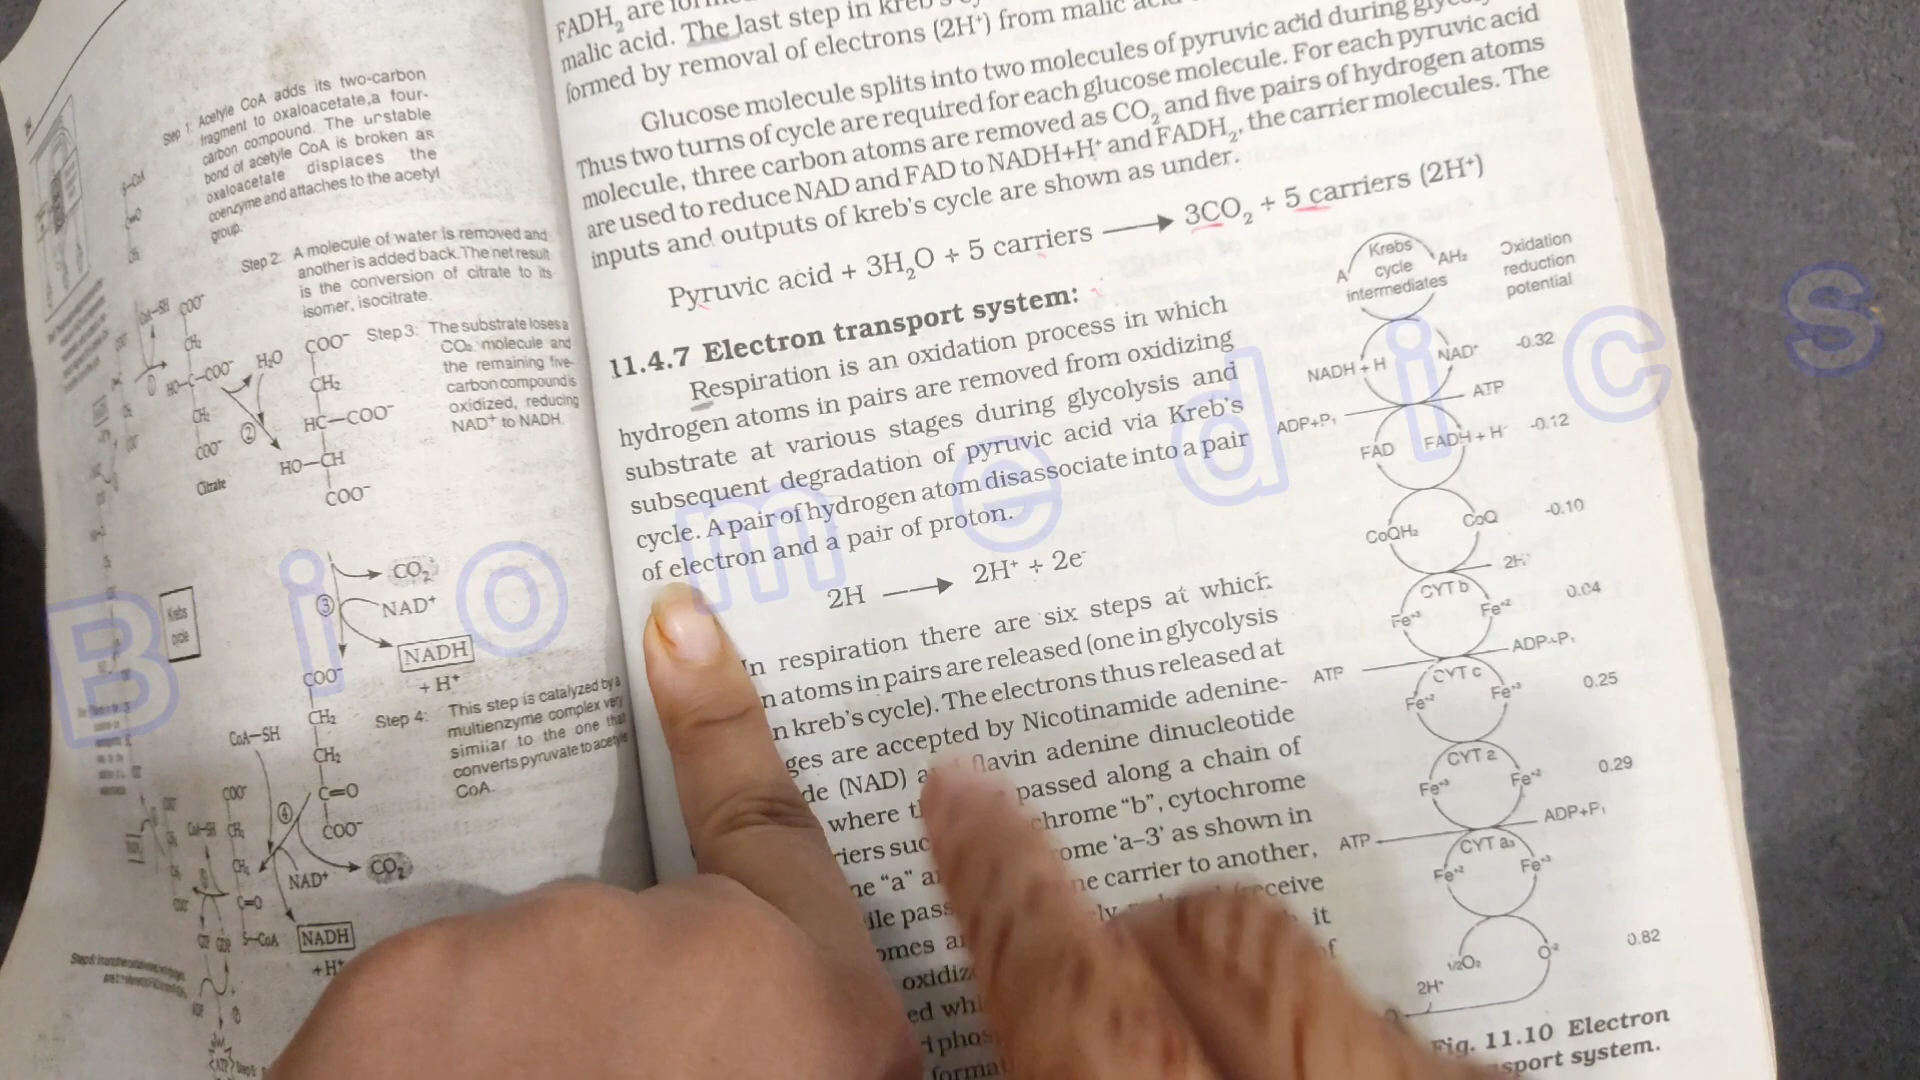 Step 1: Acetyle CoA adds its two-carbon
fragment to oxaloacetate,a four-
carbon compound. The unstable
bond of acetyle CoA is broken as
oxaloacetate displaces the
coenzyme and attaches to the acetyl
group.
Step 2: A molecule of water is removed and
another is added back. The net result
is the conversion of citrate to its
isomer, isocitrate.
Step 3: The substrate loses a
CO₂ molecule and
the remaining five-
carbon compound is
oxidized, reducing
NAD⁺ to NADH.
S-CoA
CoA-SH
COO⁻
CH₂
HO-C-COO⁻
CH₂
COO⁻
Citrate
H₂O
②
COO⁻
CH₂
HC-COO⁻
HO-CH
COO⁻
CO₂
③
NAD⁺
NADH
+ H⁺
Krebs
cycle
COO⁻
CH₂
CH₂
C=O
COO⁻
CoA-SH
④
CO₂
NAD⁺
NADH
+H⁺
Step 4: This step is catalyzed by a
multienzyme complex very
similar to the one that
converts pyruvate to acetyle
CoA.
COO⁻
CoA-SH
CH₂
CH₂
C=O
S-CoA
FADH₂ are
malic acid. The last step in kreb's
formed by removal of electrons (2H⁺) from malic
Glucose molecule splits into two molecules of pyruvic acid during
Thus two turns of cycle are required for each glucose molecule. For each pyruvic acid
molecule, three carbon atoms are removed as CO₂ and five pairs of hydrogen atoms
are used to reduce NAD and FAD to NADH+H⁺ and FADH₂, the carrier molecules. The
inputs and outputs of kreb's cycle are shown as under.
Pyruvic acid + 3H₂O + 5 carriers ⟶ 3CO₂ + 5 carriers (2H⁺)
11.4.7 Electron transport system:
Respiration is an oxidation process in which
hydrogen atoms in pairs are removed from oxidizing
substrate at various stages during glycolysis and
subsequent degradation of pyruvic acid via Kreb's
cycle. A pair of hydrogen atom disassociate into a pair
of electron and a pair of proton.
2H ⟶ 2H⁺ + 2e⁻
In respiration there are six steps at which
n atoms in pairs are released (one in glycolysis
n kreb's cycle). The electrons thus released at
ges are accepted by Nicotinamide adenine-
de (NAD) flavin adenine dinucleotide
where passed along a chain of
riers suc chrome "b", cytochrome
ne "a" ome 'a-3' as shown in
ile pass ne carrier to another,
omes receive
oxidiz it
ed whi of
format
Krebs
cycle
intermediates
A
AH₂
Oxidation
reduction
potential
NADH + H
NAD⁺
-0.32
ADP+P₁
ATP
FAD
FADH + H⁻
-0.12
CoQH₂
CoQ
-0.10
2H⁺
CYT b
Fe⁺²
Fe⁺²
0.04
ADP+P₁
ATP
CYT c
Fe⁺²
Fe⁺³
0.25
CYT a
Fe⁺²
Fe⁺²
0.29
ADP+P₁
ATP
CYT a₃
Fe⁺²
Fe⁺³
½O₂
O⁻²
0.82
2H⁺
Fig. 11.10 Electron
sport system.
Biomedics